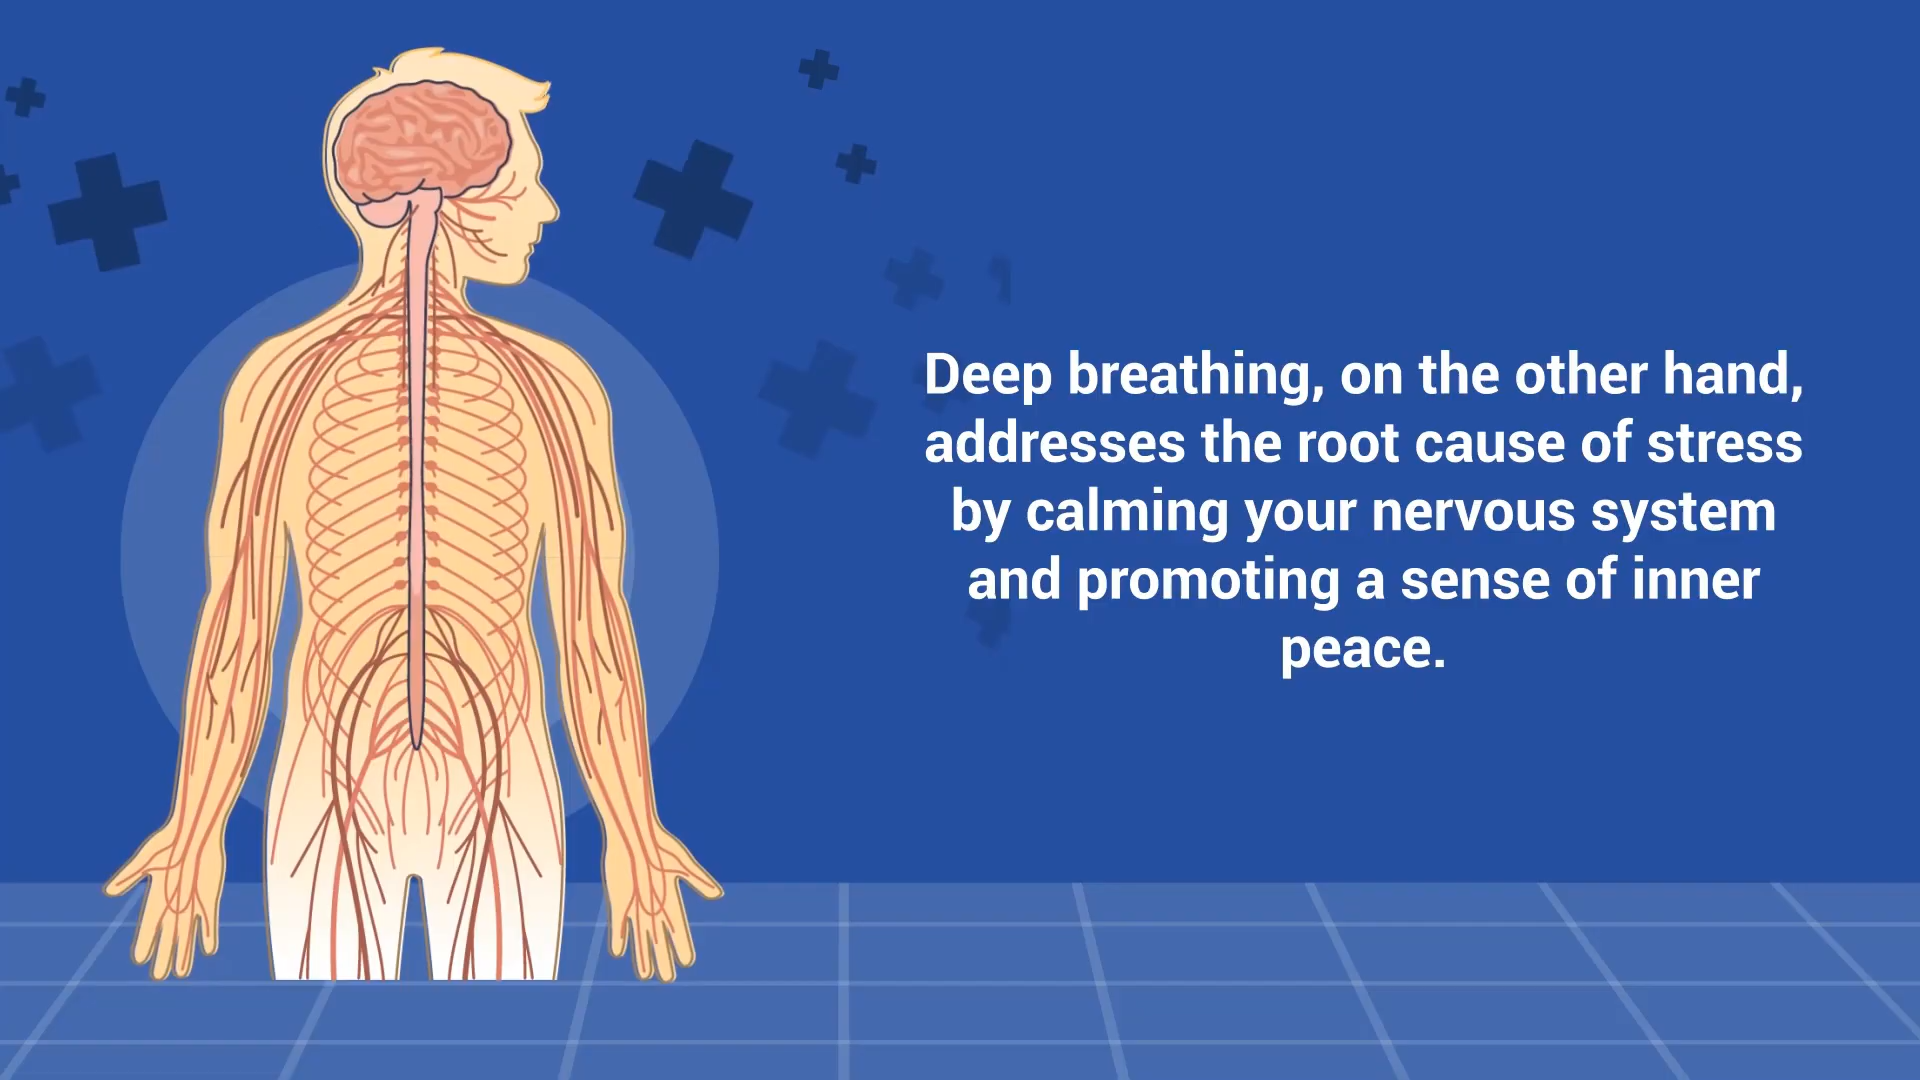 Deep breathing, on the other hand,
addresses the root cause of stress
by calming your nervous system
and promoting a sense of inner
peace.